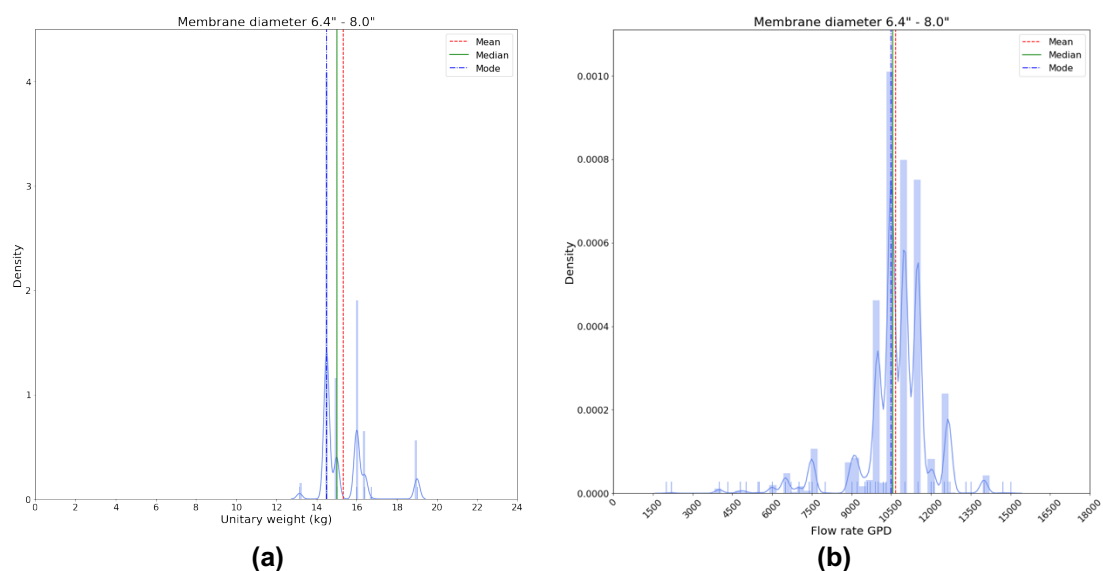 Membrane diameter 6.4" - 8.0"
Mean
Median
Mode
4
3
2
1
0
Density
0 2 4 6 8 10 12 14 16 18 20 22 24
Unitary weight (kg)
(a)
Membrane diameter 6.4" - 8.0"
Mean
Median
Mode
0.0010
0.0008
0.0006
0.0004
0.0002
0.0000
Density
0 1500 3000 4500 6000 7500 9000 10500 12000 13500 15000 16500 18000
Flow rate GPD
(b)